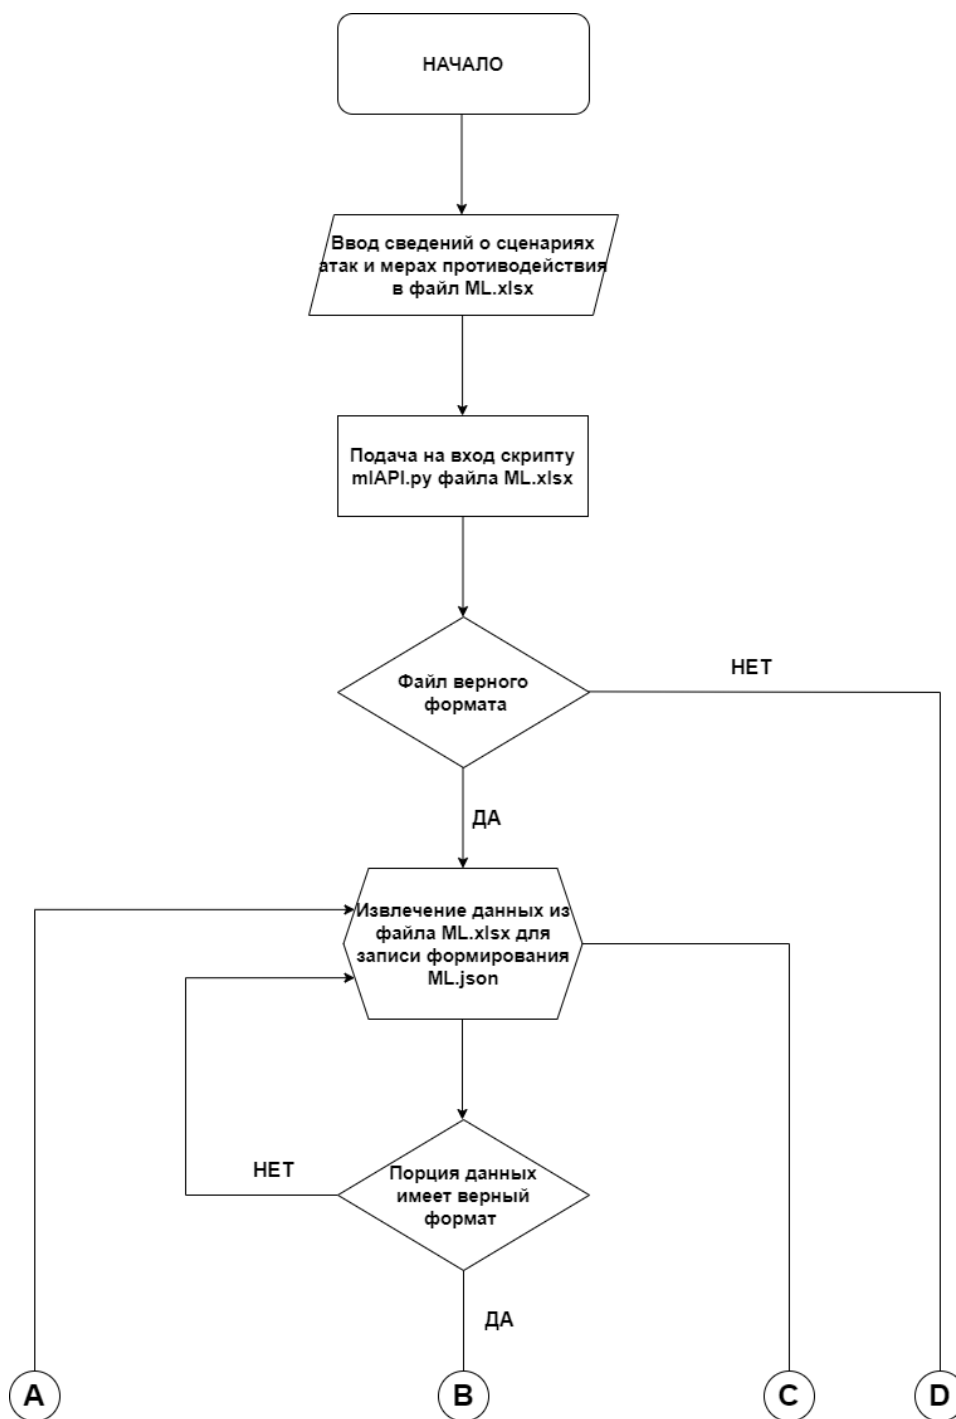 НАЧАЛО
Ввод сведений о сценариях
атак и мерах противодействия
в файл ML.xlsx
Подача на вход скрипту
mlAPI.py файла ML.xlsx
Файл верного
формата
НЕТ
ДА
Извлечение данных из
файла ML.xlsx для
записи формирования
ML.json
Порция данных
имеет верный
формат
НЕТ
ДА
A
B
C
D